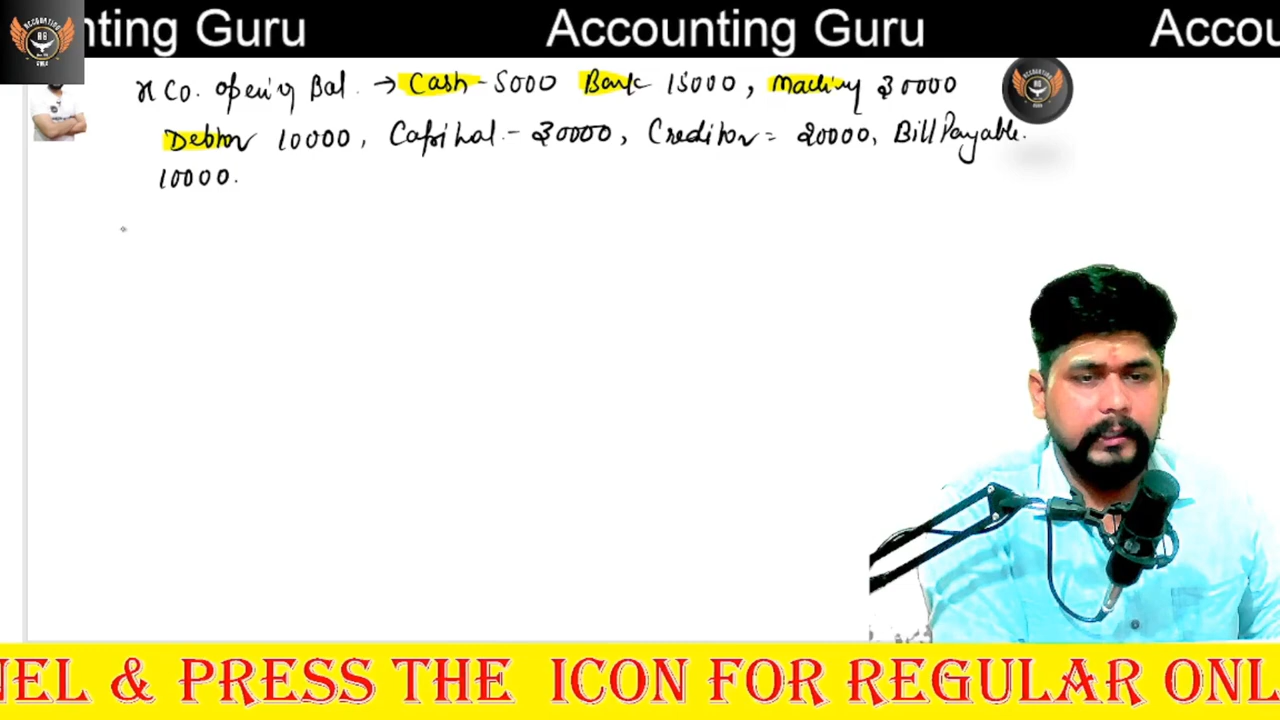 nting Guru Accounting Guru Accou
x Co. opening Bal. → Cash - 5000 Bank 15000, Machinery 30000
Debtor 10000, Capital - 30000, Creditor = 20000, Bill Payable.
10000.
NEL & PRESS THE ICON FOR REGULAR ONL